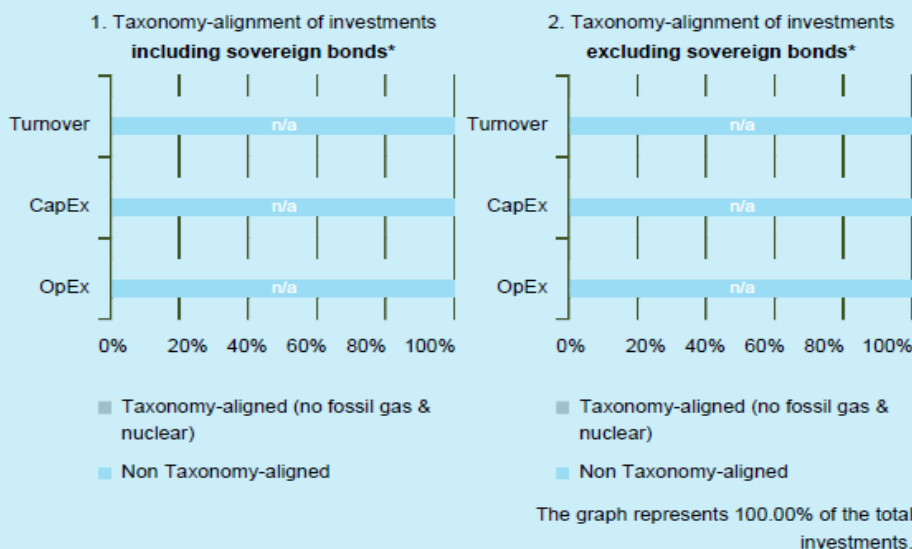 1. Taxonomy-alignment of investments
including sovereign bonds*
Turnover
n/a
CapEx
n/a
OpEx
n/a
0% 20% 40% 60% 80% 100%
Taxonomy-aligned (no fossil gas &
nuclear)
Non Taxonomy-aligned
2. Taxonomy-alignment of investments
excluding sovereign bonds*
Turnover
n/a
CapEx
n/a
OpEx
n/a
0% 20% 40% 60% 80% 100%
Taxonomy-aligned (no fossil gas &
nuclear)
Non Taxonomy-aligned
The graph represents 100.00% of the total
investments.